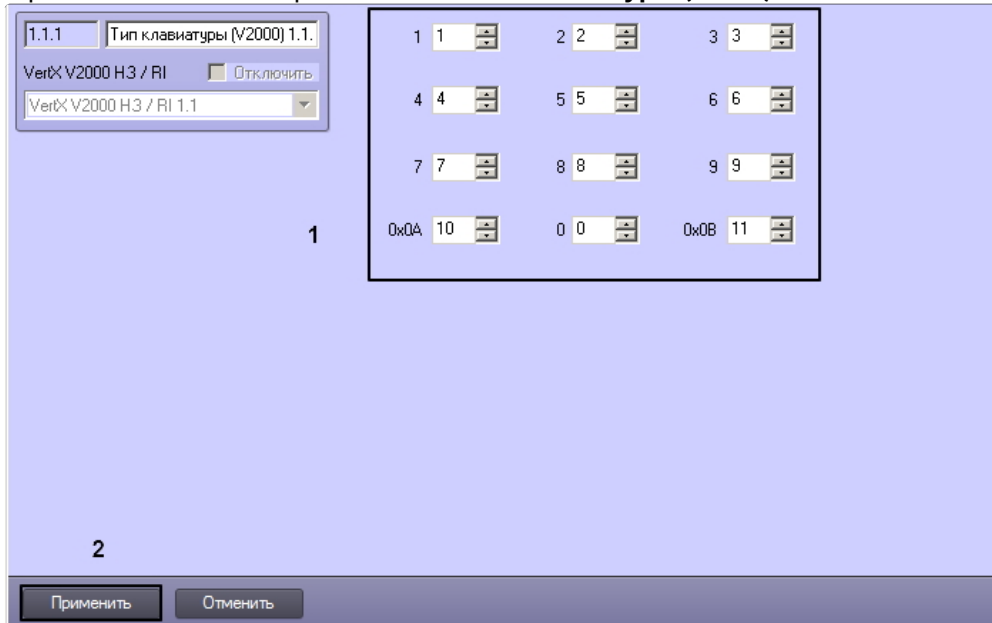 1.1.1 Тип клавиатуры (V2000) 1.1.
VertX V2000 НЗ / RI Отключить
VertX V2000 НЗ / RI 1.1
1 1 2 2 3 3
4 4 5 5 6 6
7 7 8 8 9 9
1
0x0A 10 0 0 0x0B 11
2
Применить Отменить